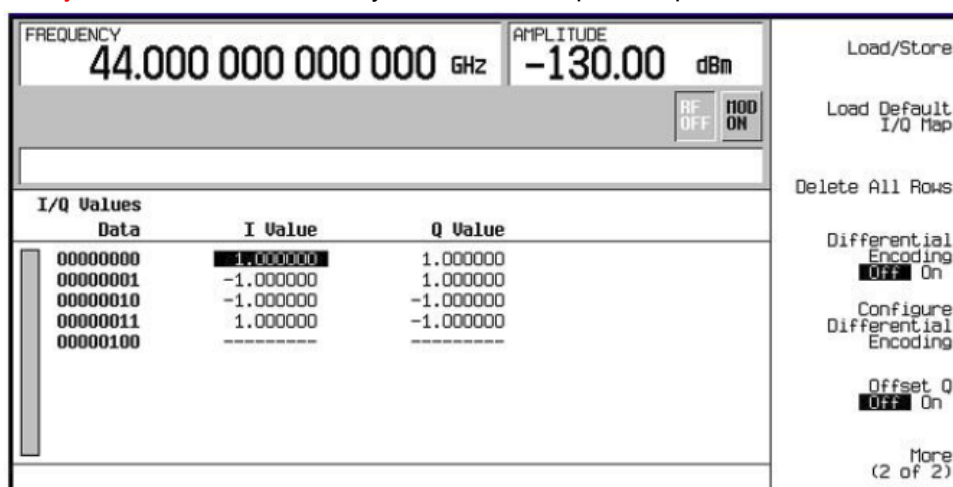 FREQUENCY
44.000 000 000 000 GHz
AMPLITUDE
-130.00 dBm
RF
OFF
MOD
ON
I/Q Values
Data I Value Q Value
00000000 1.000000 1.000000
00000001 -1.000000 1.000000
00000010 -1.000000 -1.000000
00000011 1.000000 -1.000000
00000100 --------- ---------
Load/Store
Load Default
I/Q Map
Delete All Rows
Differential
Encoding
Off On
Configure
Differential
Encoding
Offset Q
Off On
More
(2 of 2)